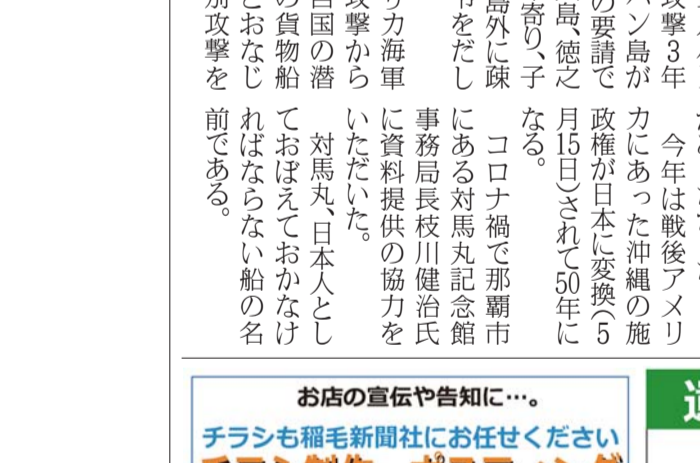 撃3年
ン島が
の要請で
島、徳之
寄り、子
島外に疎
をだし
リカ海軍
攻撃から
国の潜
の貨物船
とおなじ
別攻撃を
今年は戦後アメリ
カにあった沖縄の施
政権が日本に変換(5
月15日)されて50年に
なる。
コロナ禍で那覇市
にある対馬丸記念館
事務局長枝川健治氏
に資料提供の協力を
いただいた。
対馬丸、日本人とし
ておぼえておかなけ
ればならない船の名
前である。
お店の宣伝や告知に…。
チラシも稲毛新聞社にお任せください